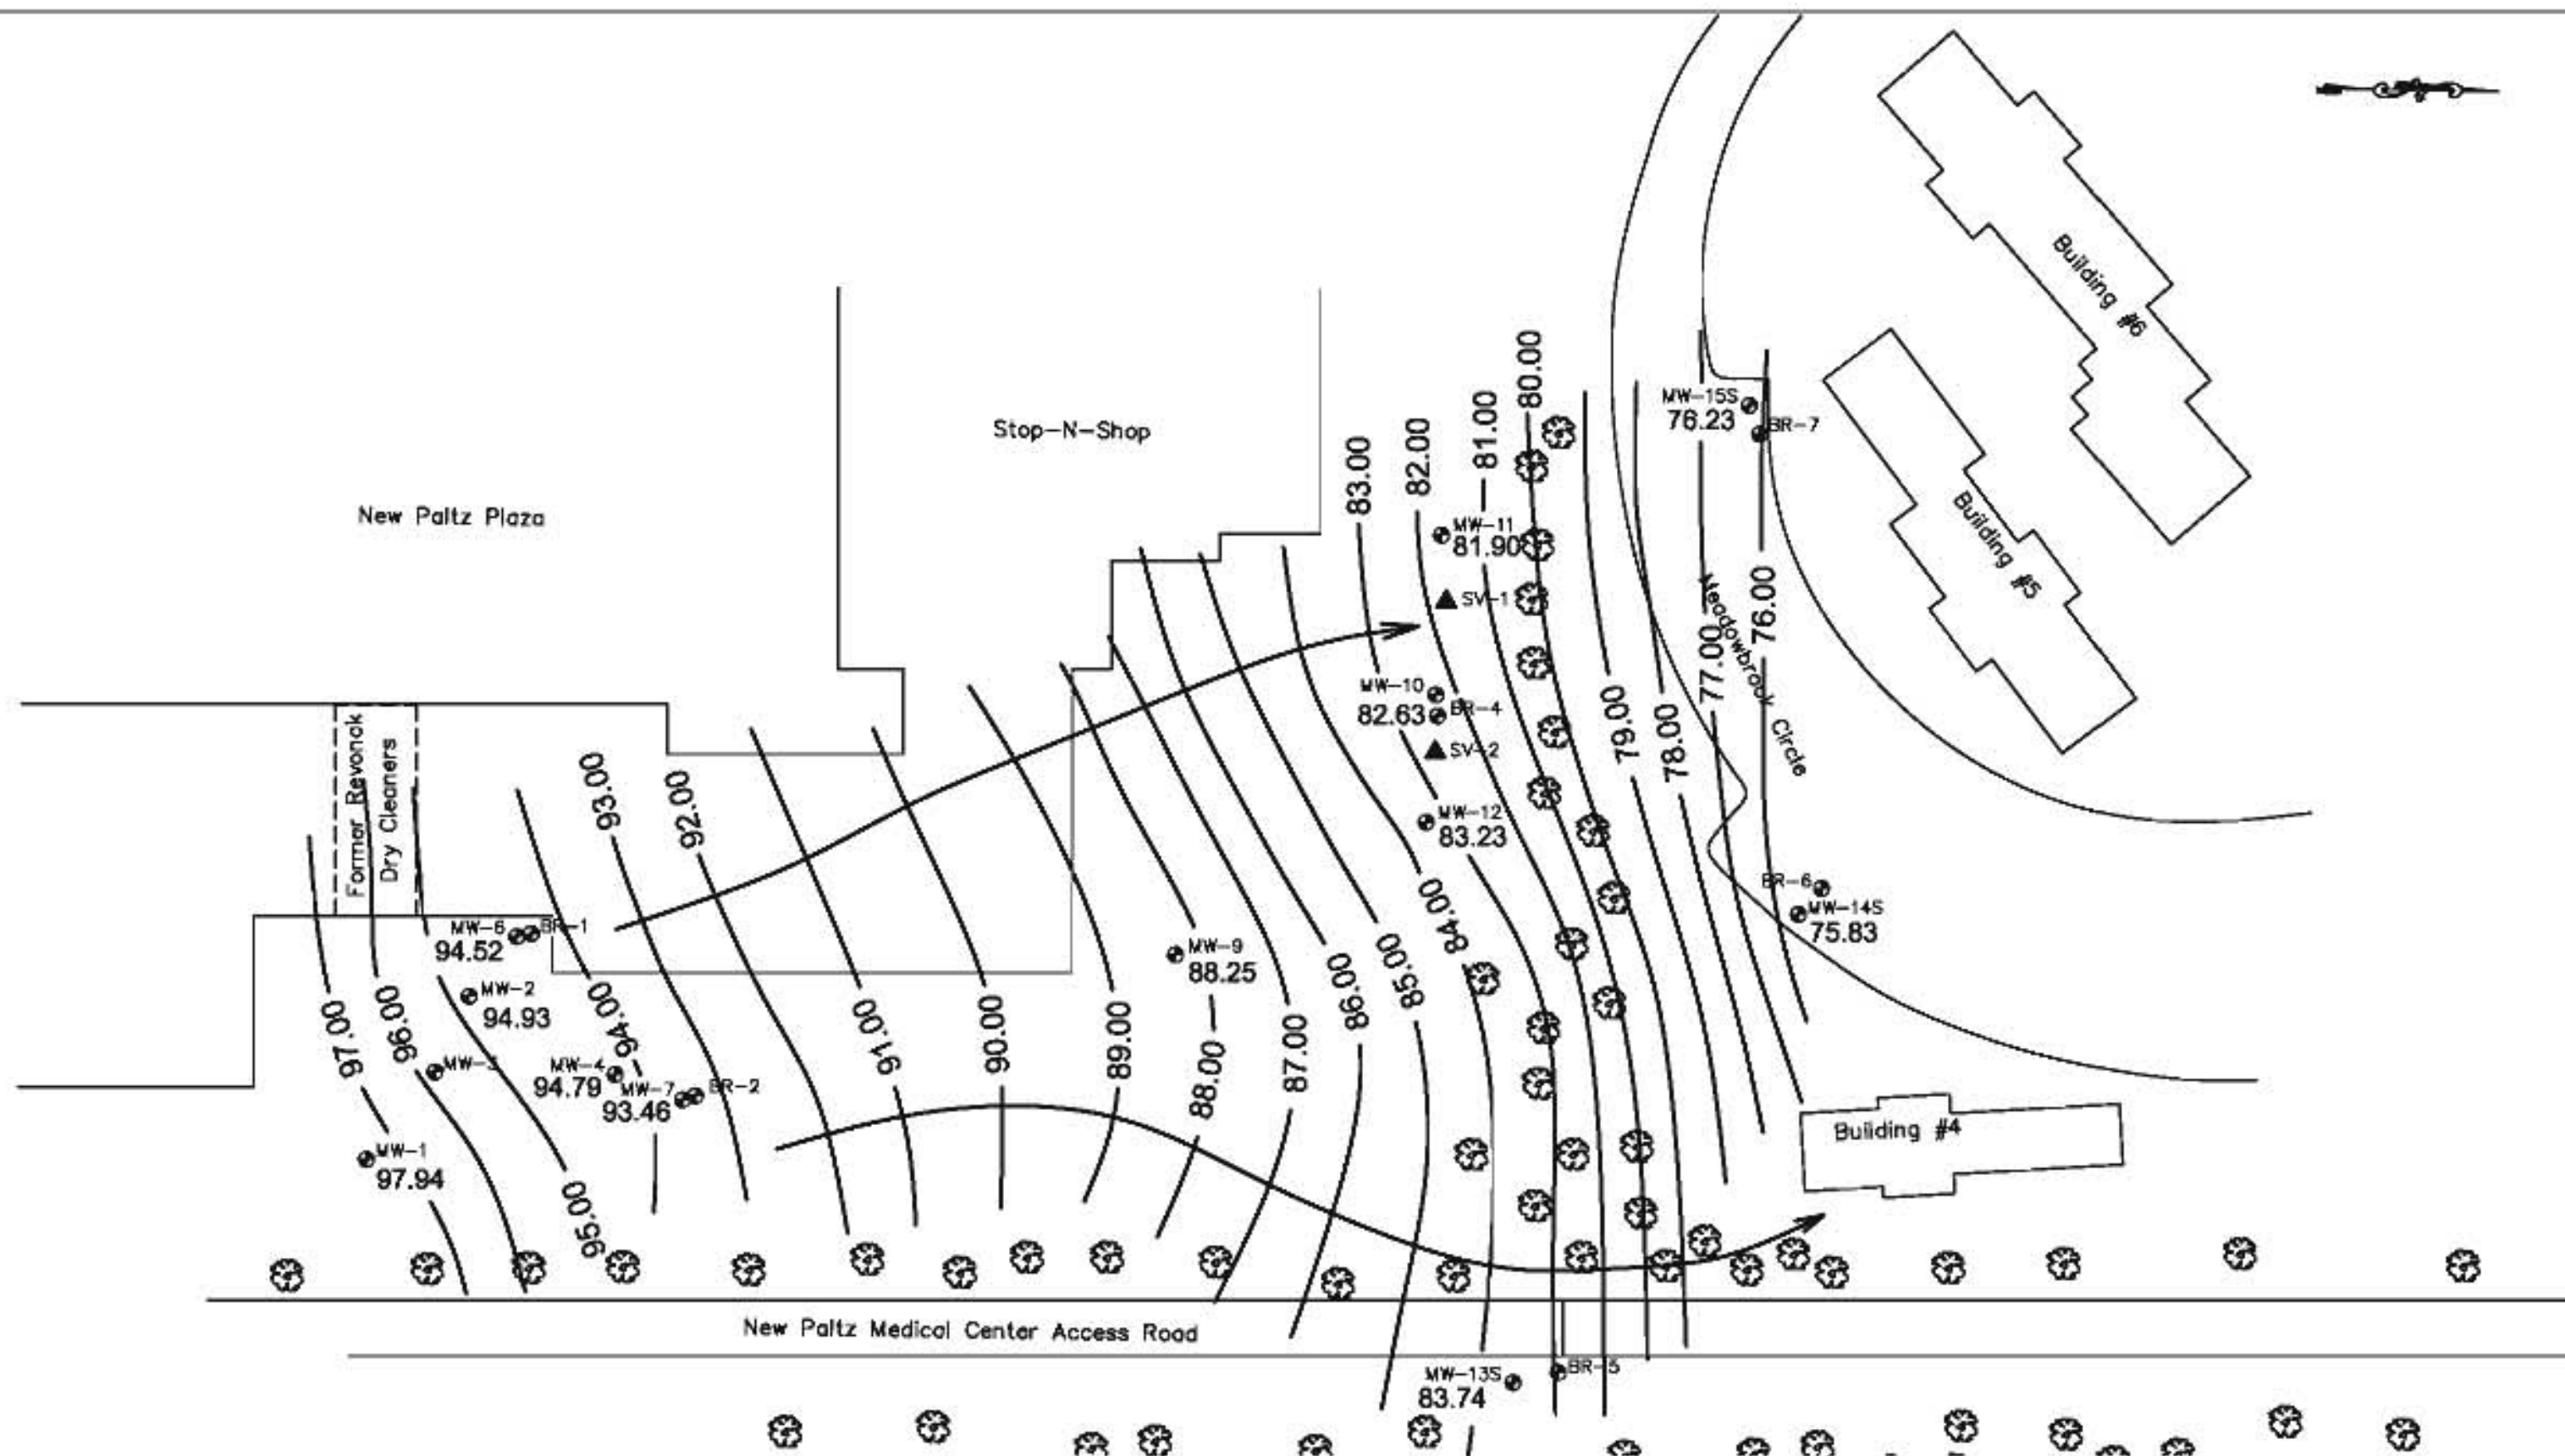 Building #6
80.00
MW-15S
76.23
BR-7
81.00
82.00
83.00
Stop-N-Shop
New Paltz Plaza
MW-11
81.90
Building #5
SV-1
76.00
77.00
Meadowbrook Circle
MW-10
82.63
BR-4
79.00
78.00
SV-2
Former Revonak
Dry Cleaners
93.00
92.00
MW-12
83.23
BR-6
MW-14S
75.83
MW-6
94.52
BR-1
84.00
MW-9
88.25
85.00
86.00
MW-2
94.93
94.00
97.00
96.00
91.00
90.00
89.00
88.00
87.00
MW-3
MW-4
94.79
MW-7
93.46
BR-2
Building #4
MW-1
97.94
95.00
New Paltz Medical Center Access Road
MW-13S
83.74
BR-5